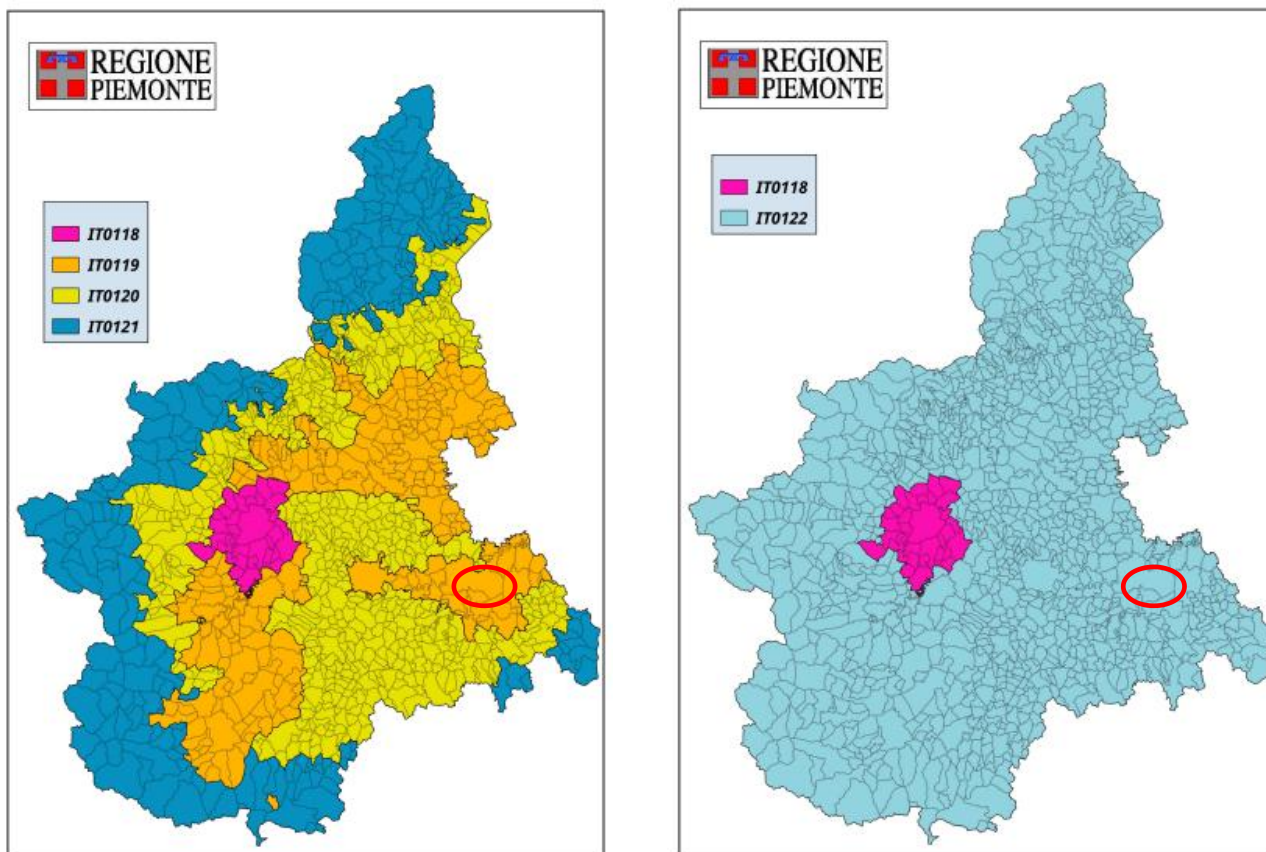 REGIONE
PIEMONTE
IT0118
IT0119
IT0120
IT0121
REGIONE
PIEMONTE
IT0118
IT0122